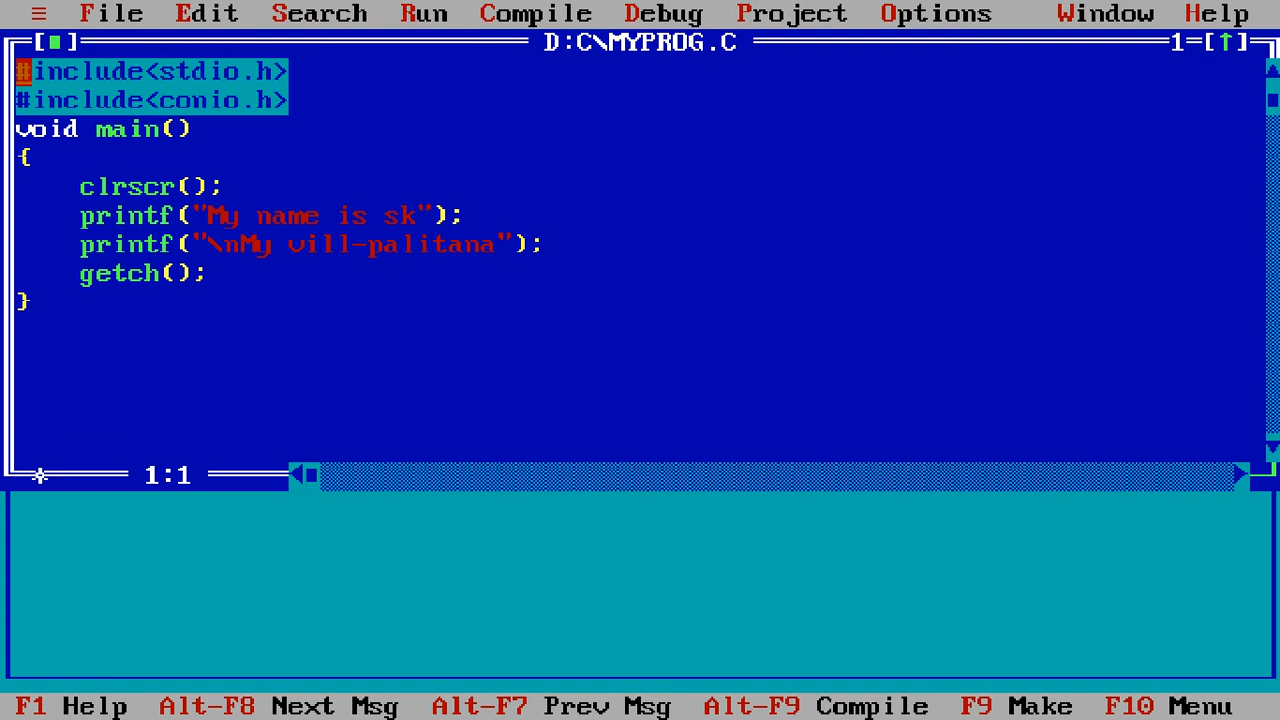 ≡ File Edit Search Run Compile Debug Project Options Window Help
[■] D:C\MYPROG.C 1=[↑]
#include<stdio.h>
#include<conio.h>
void main()
{
    clrscr();
    printf("My name is sk");
    printf("\nMy vill-palitana");
    getch();
}
1:1
F1 Help Alt-F8 Next Msg Alt-F7 Prev Msg Alt-F9 Compile F9 Make F10 Menu